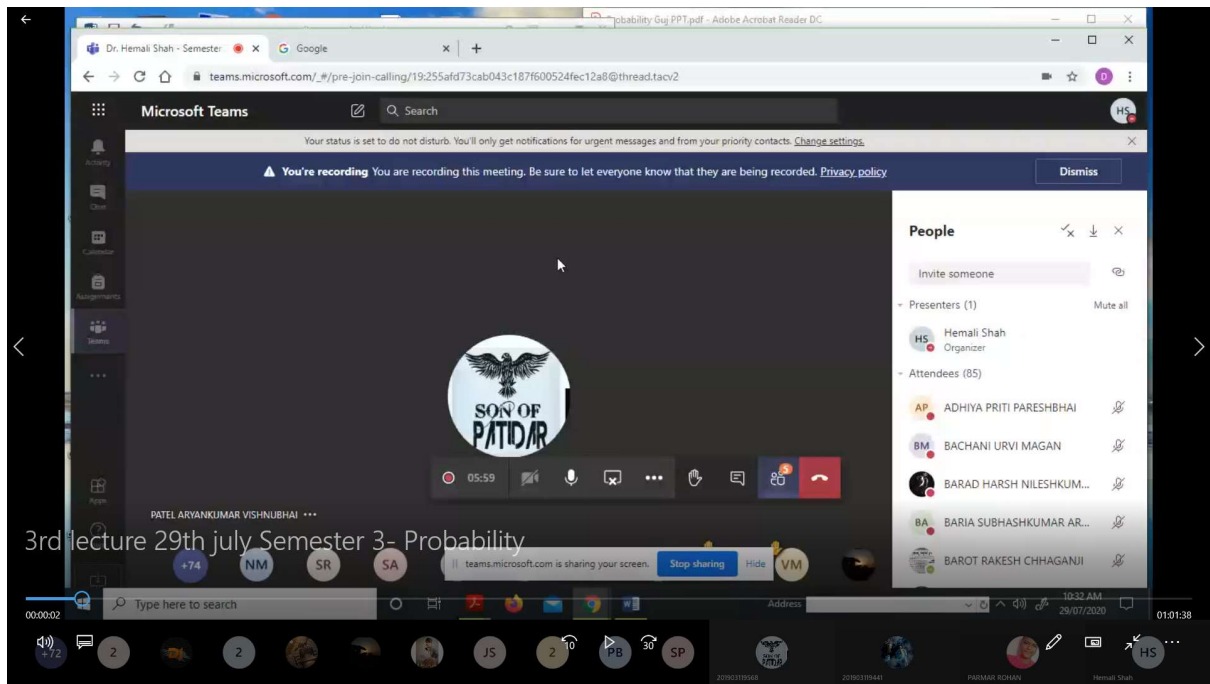 Probability Guj PPT.pdf - Adobe Acrobat Reader DC
Dr. Hemali Shah - Semester
Google
teams.microsoft.com/_#/pre-join-calling/19:255afd73cab043c187f600524fec12a8@thread.tacv2
D
Microsoft Teams
Search
HS
Your status is set to do not disturb. You'll only get notifications for urgent messages and from your priority contacts. Change settings.
You're recording You are recording this meeting. Be sure to let everyone know that they are being recorded. Privacy policy
Dismiss
Activity
Chat
Calendar
Assignments
Teams
Apps
People
Invite someone
Presenters (1)
Mute all
HS
Hemali Shah
Organizer
Attendees (85)
AP ADHIYA PRITI PARESHBHAI
BM BACHANI URVI MAGAN
BARAD HARSH NILESHKUM...
BA BARIA SUBHASHKUMAR AR...
BAROT RAKESH CHHAGANJI
SON OF
PATIDAR
05:59
5
PATEL ARYANKUMAR VISHNUBHAI
3rd lecture 29th july Semester 3- Probability
+74
NM
SR
SA
teams.microsoft.com is sharing your screen.
Stop sharing
Hide
VM
Type here to search
Address
10:32 AM
29/07/2020
00:00:02
01:01:38
+72
2
2
JS
2
10
PB
30
SP
SON OF
PATIDAR
HS
201903119568
201903119441
PARMAR ROHAN
Hemali Shah